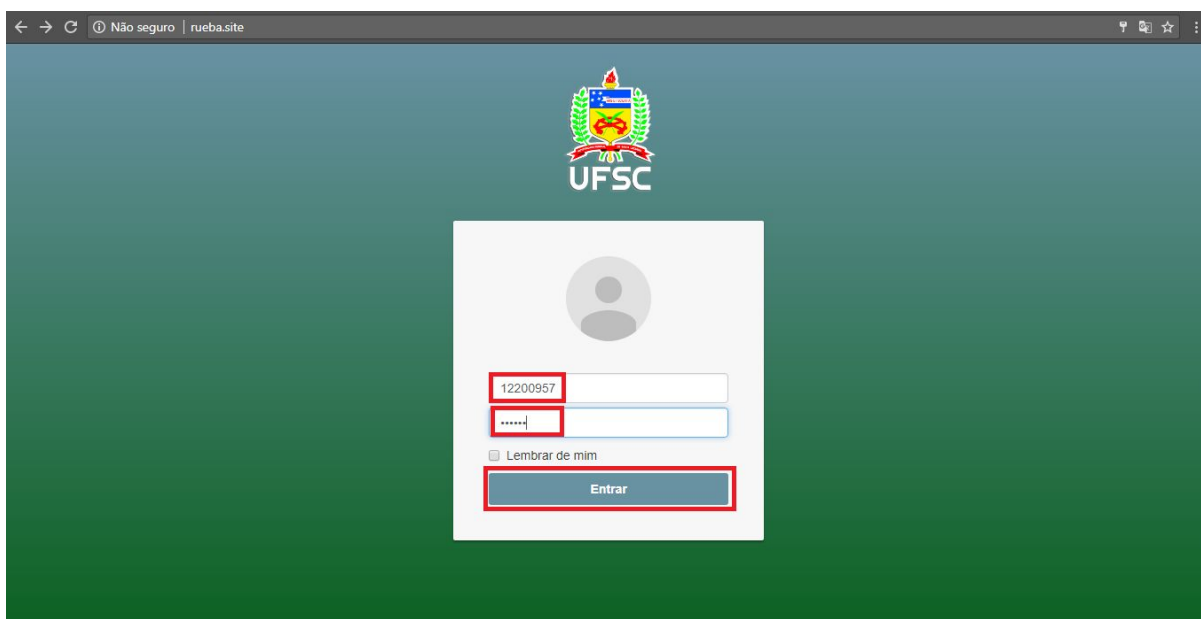 Não seguro | rueba.site
UFSC
12200957
••••••
Lembrar de mim
Entrar